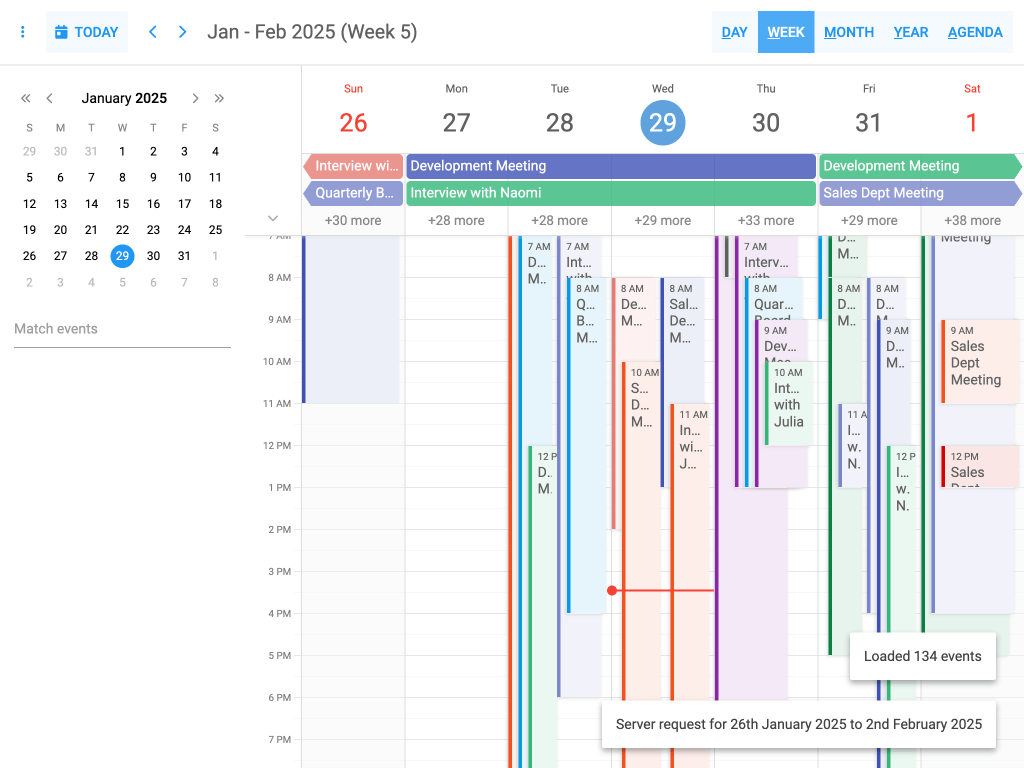 TODAY
Jan - Feb 2025 (Week 5)
DAY
WEEK
MONTH
YEAR
AGENDA
January 2025
S M T W T F S
29 30 31 1 2 3 4
5 6 7 8 9 10 11
12 13 14 15 16 17 18
19 20 21 22 23 24 25
26 27 28 29 30 31 1
2 3 4 5 6 7 8
Match events
Sun Mon Tue Wed Thu Fri Sat
26 27 28 29 30 31 1
Interview wi...
Development Meeting
Development Meeting
Quarterly B...
Interview with Naomi
Sales Dept Meeting
+30 more
+28 more
+28 more
+29 more
+33 more
+29 more
+38 more
7 AM
8 AM
9 AM
10 AM
11 AM
12 PM
1 PM
2 PM
3 PM
4 PM
5 PM
6 PM
7 PM
7 AM
D...
M...
7 AM
Int...
with
8 AM
Q...
B...
M...
12 P
D...
M.
8 AM
De...
M...
10 AM
S...
D...
M...
8 AM
Sal...
De...
M...
11 AM
In...
wi...
J...
7 AM
Interv...
with
8 AM
Quar...
Board
9 AM
Dev...
Mee...
10 AM
Int...
with
Julia
D...
M...
8 AM
D...
M...
11 A
I...
w.
N.
8 AM
D...
M...
9 AM
D...
M...
12 P
I...
w.
N.
Meeting
9 AM
Sales
Dept
Meeting
12 PM
Sales
Dept
Loaded 134 events
Server request for 26th January 2025 to 2nd February 2025